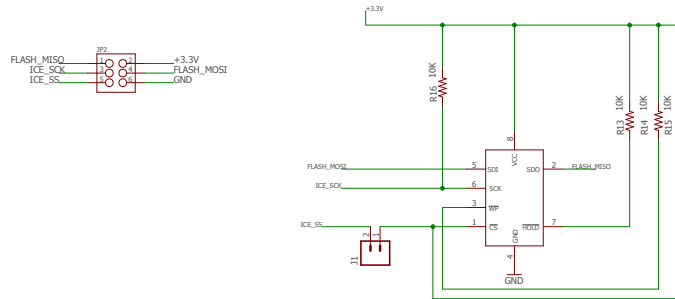 +3.3V
JP2
FLASH_MISO 1 2 +3.3V
ICE_SCK 3 4 FLASH_MOSI
ICE_SS 5 6 GND
R16 10K
R13 10K
R14 10K
R15 10K
8
VCC
FLASH_MOSI 5 SDI SDO 2 FLASH_MISO
ICE_SCK 6 SCK
3 WP
ICE_SS 1 CS HOLD 7
GND
4
GND
2 1
J1